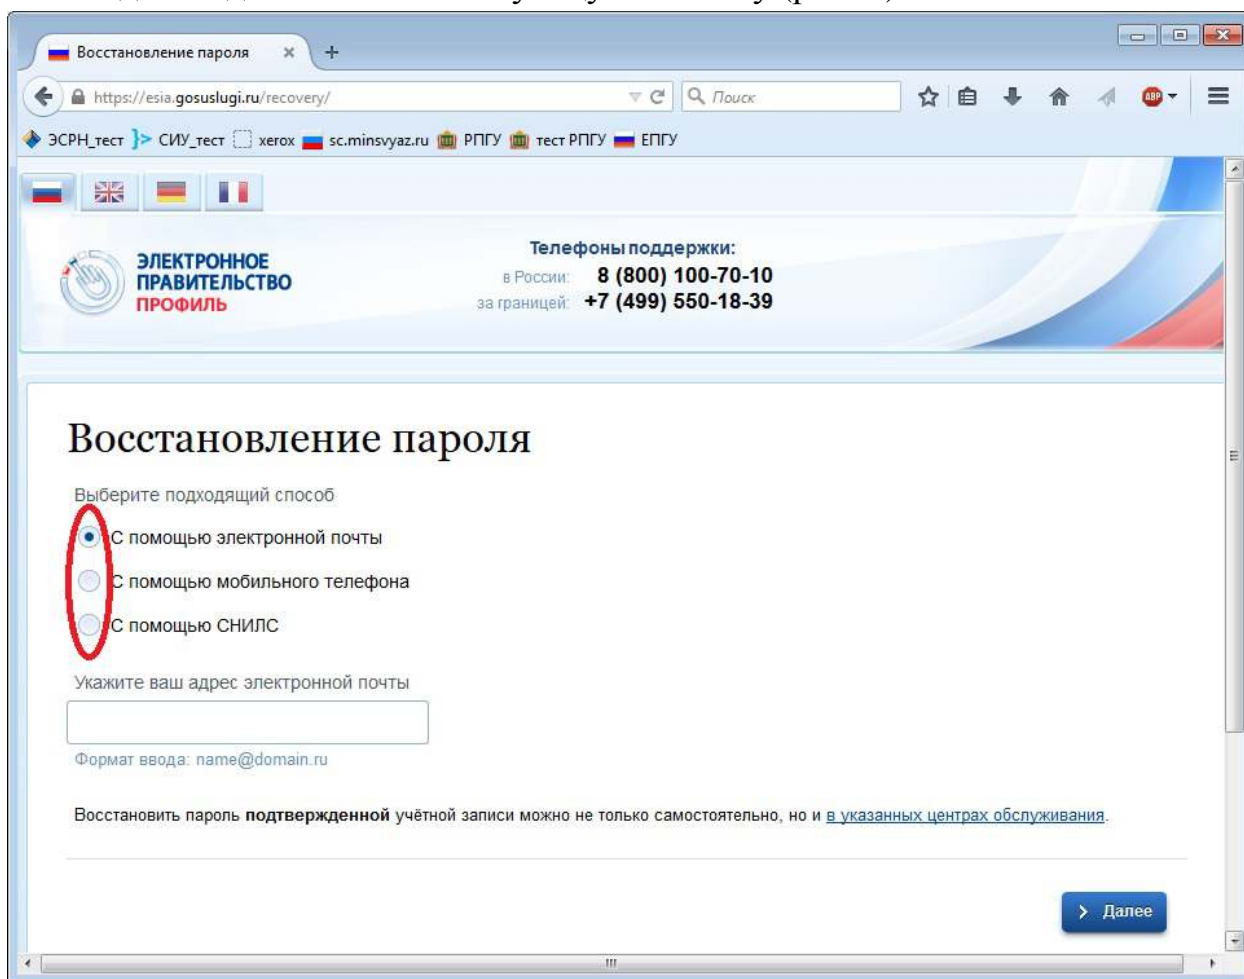 Восстановление пароля
https://esia.gosuslugi.ru/recovery/
Поиск
ABP
ЭСРН_тест СИУ_тест xerox sc.minsvyaz.ru РПГУ тест РПГУ ЕПГУ
ЭЛЕКТРОННОЕ
ПРАВИТЕЛЬСТВО
ПРОФИЛЬ
Телефоны поддержки:
в России: 8 (800) 100-70-10
за границей: +7 (499) 550-18-39
Восстановление пароля
Выберите подходящий способ
С помощью электронной почты
С помощью мобильного телефона
С помощью СНИЛС
Укажите ваш адрес электронной почты
Формат ввода: name@domain.ru
Восстановить пароль подтвержденной учётной записи можно не только самостоятельно, но и в указанных центрах обслуживания.
Далее